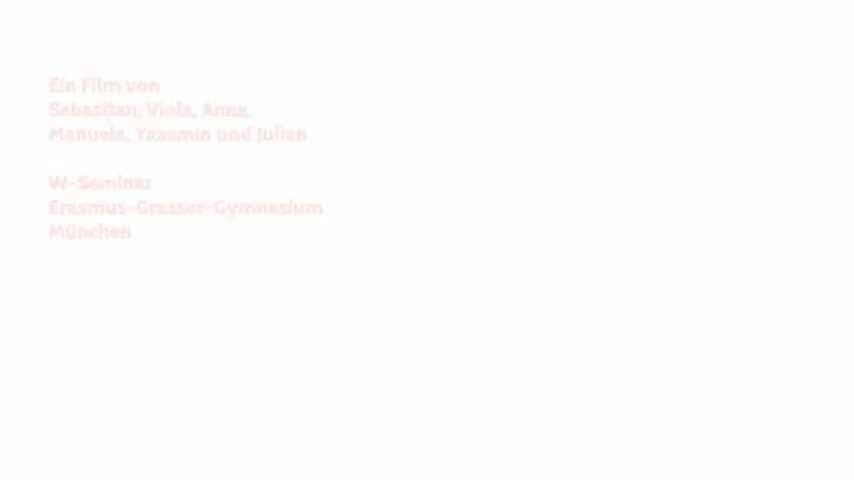 Ein Film von
Sebastian, Viola, Anna,
Manuela, Yasemin und Julian
W-Seminar
Erasmus-Grasser-Gymnasium
München